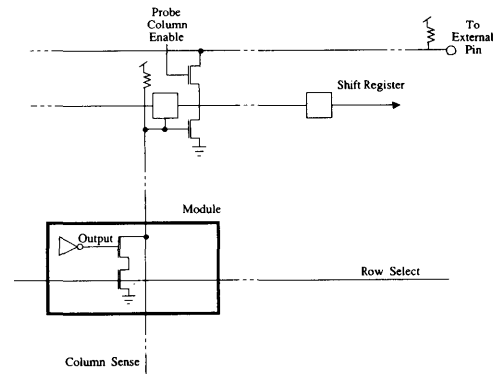 Probe
Column
Enable
To
External
Pin
Shift Register
Module
Output
Row Select
Column Sense